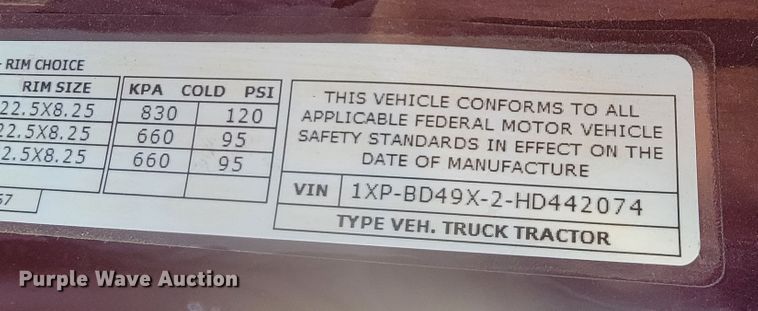 RIM CHOICE
RIM SIZE KPA COLD PSI
22.5X8.25 830 120
22.5X8.25 660 95
2.5X8.25 660 95
57
THIS VEHICLE CONFORMS TO ALL
APPLICABLE FEDERAL MOTOR VEHICLE
SAFETY STANDARDS IN EFFECT ON THE
DATE OF MANUFACTURE
VIN 1XP-BD49X-2-HD442074
TYPE VEH. TRUCK TRACTOR
Purple Wave Auction